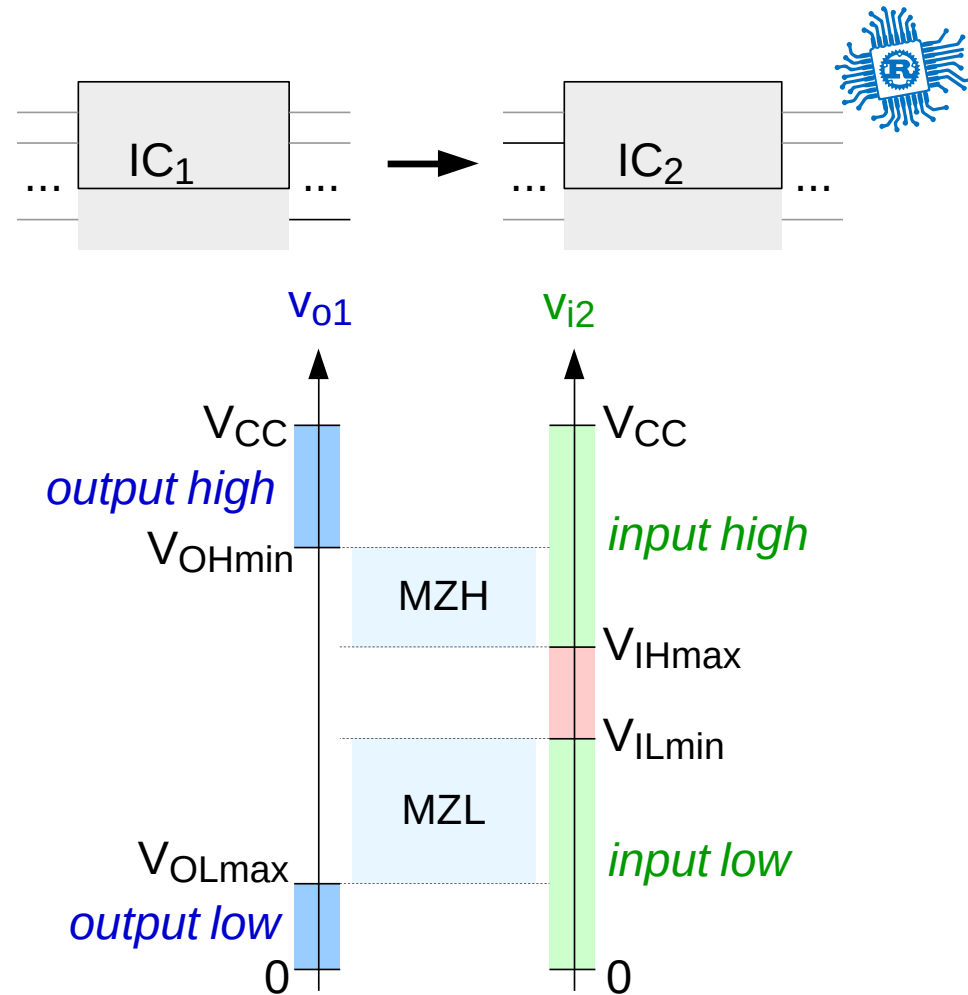 R
IC1
IC2
... ... ... ...
vo1
vi2
VCC
VCC
output high
input high
VOHmin
MZH
VIHmax
VILmin
MZL
VOLmax
input low
output low
0
0